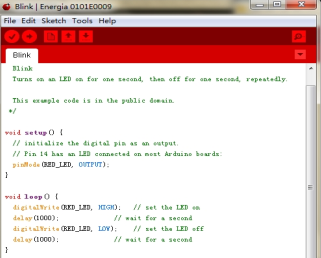 Blink | Energia 0101E0009
File Edit Sketch Tools Help
Blink
Blink
Turns on an LED on for one second, then off for one second, repeatedly.
This example code is in the public domain.
*/
void setup() {
// initialize the digital pin as an output.
// Pin 14 has an LED connected on most Arduino boards:
pinMode(RED_LED, OUTPUT);
}
void loop() {
digitalWrite(RED_LED, HIGH);   // set the LED on
delay(1000);              // wait for a second
digitalWrite(RED_LED, LOW);    // set the LED off
delay(1000);              // wait for a second
}